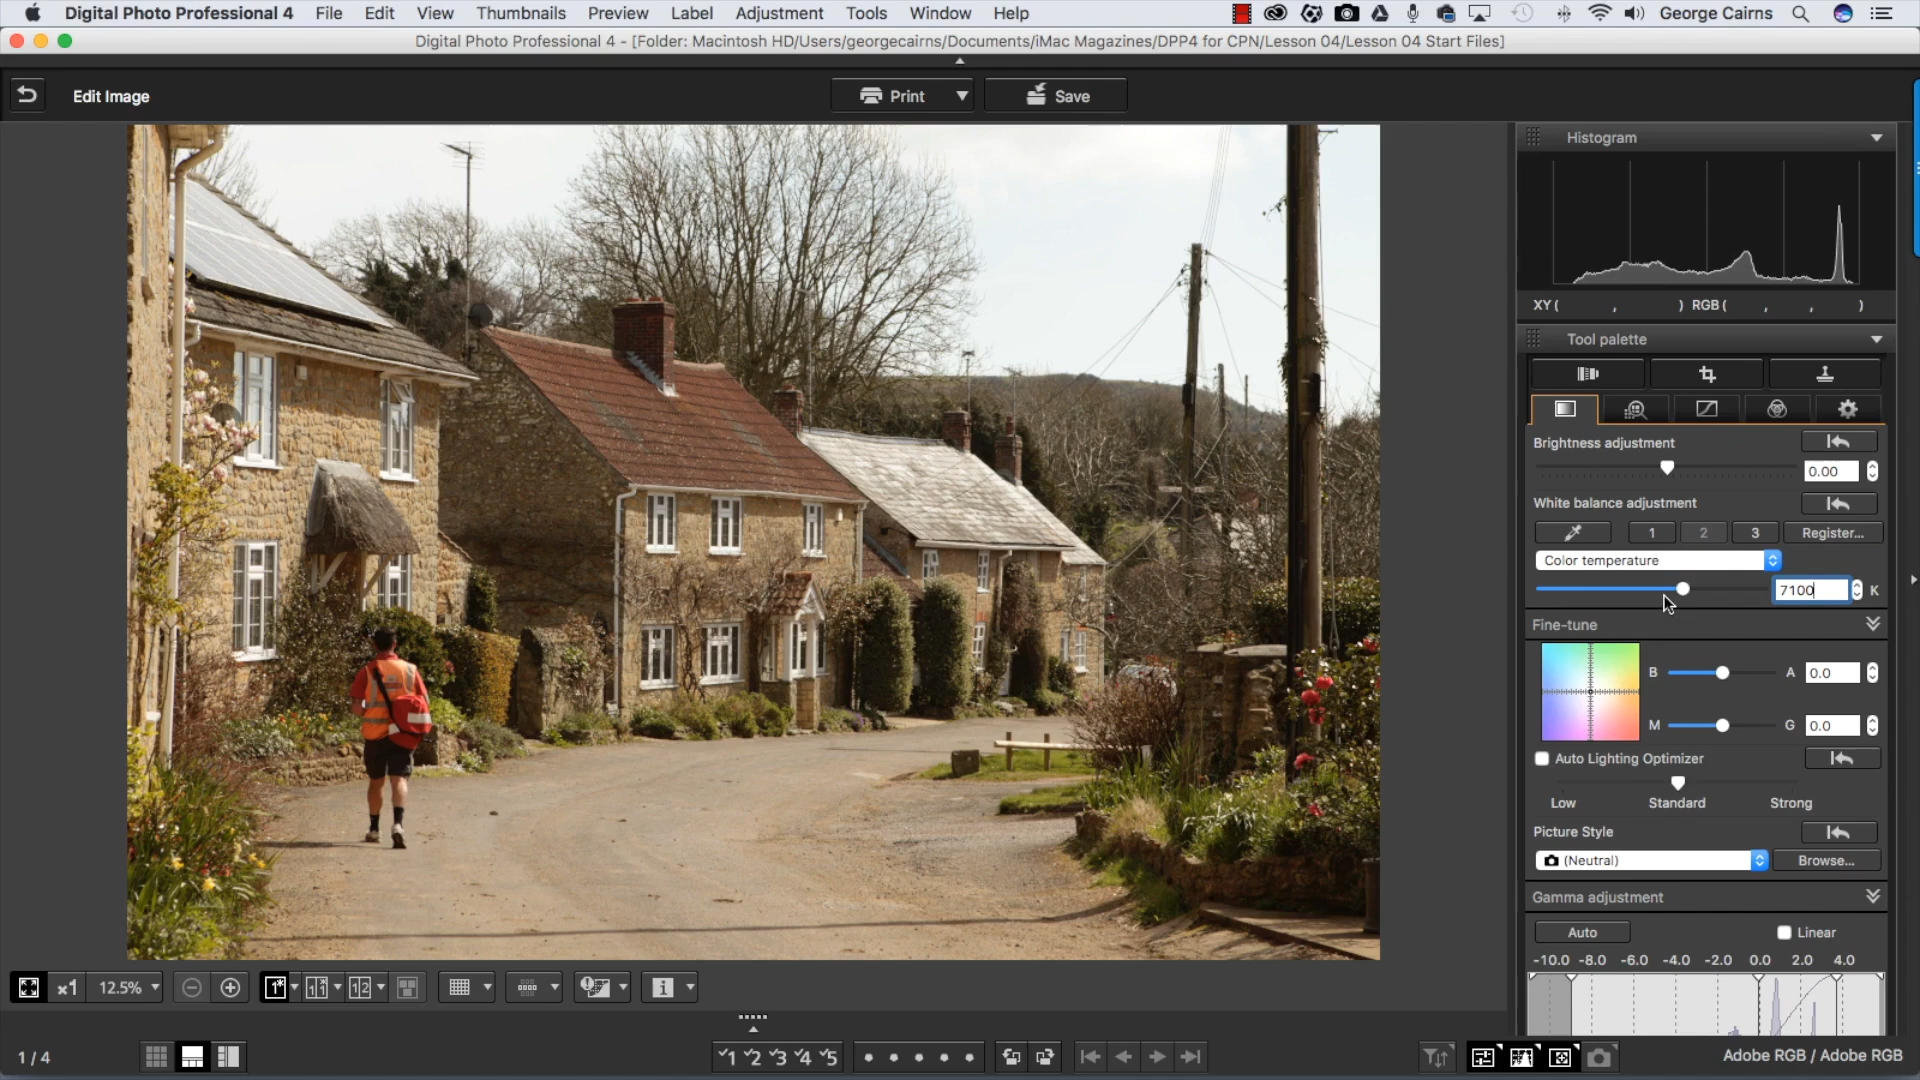 Digital Photo Professional 4 File Edit View Thumbnails Preview Label Adjustment Tools Window Help George Cairns
Digital Photo Professional 4 - [Folder: Macintosh HD/Users/georgecairns/Documents/iMac Magazines/DPP4 for CPN/Lesson 04/Lesson 04 Start Files]
Edit Image Print Save
Histogram
XY ( , ) RGB ( , , )
Tool palette
Brightness adjustment
0.00
White balance adjustment
1 2 3 Register...
Color temperature
7100 K
Fine-tune
B A 0.0
M G 0.0
Auto Lighting Optimizer
Low Standard Strong
Picture Style
(Neutral) Browse...
Gamma adjustment
Auto Linear
-10.0 -8.0 -6.0 -4.0 -2.0 0.0 2.0 4.0
x1 12.5%
1 / 4
1 2 3 4 5
Adobe RGB / Adobe RGB